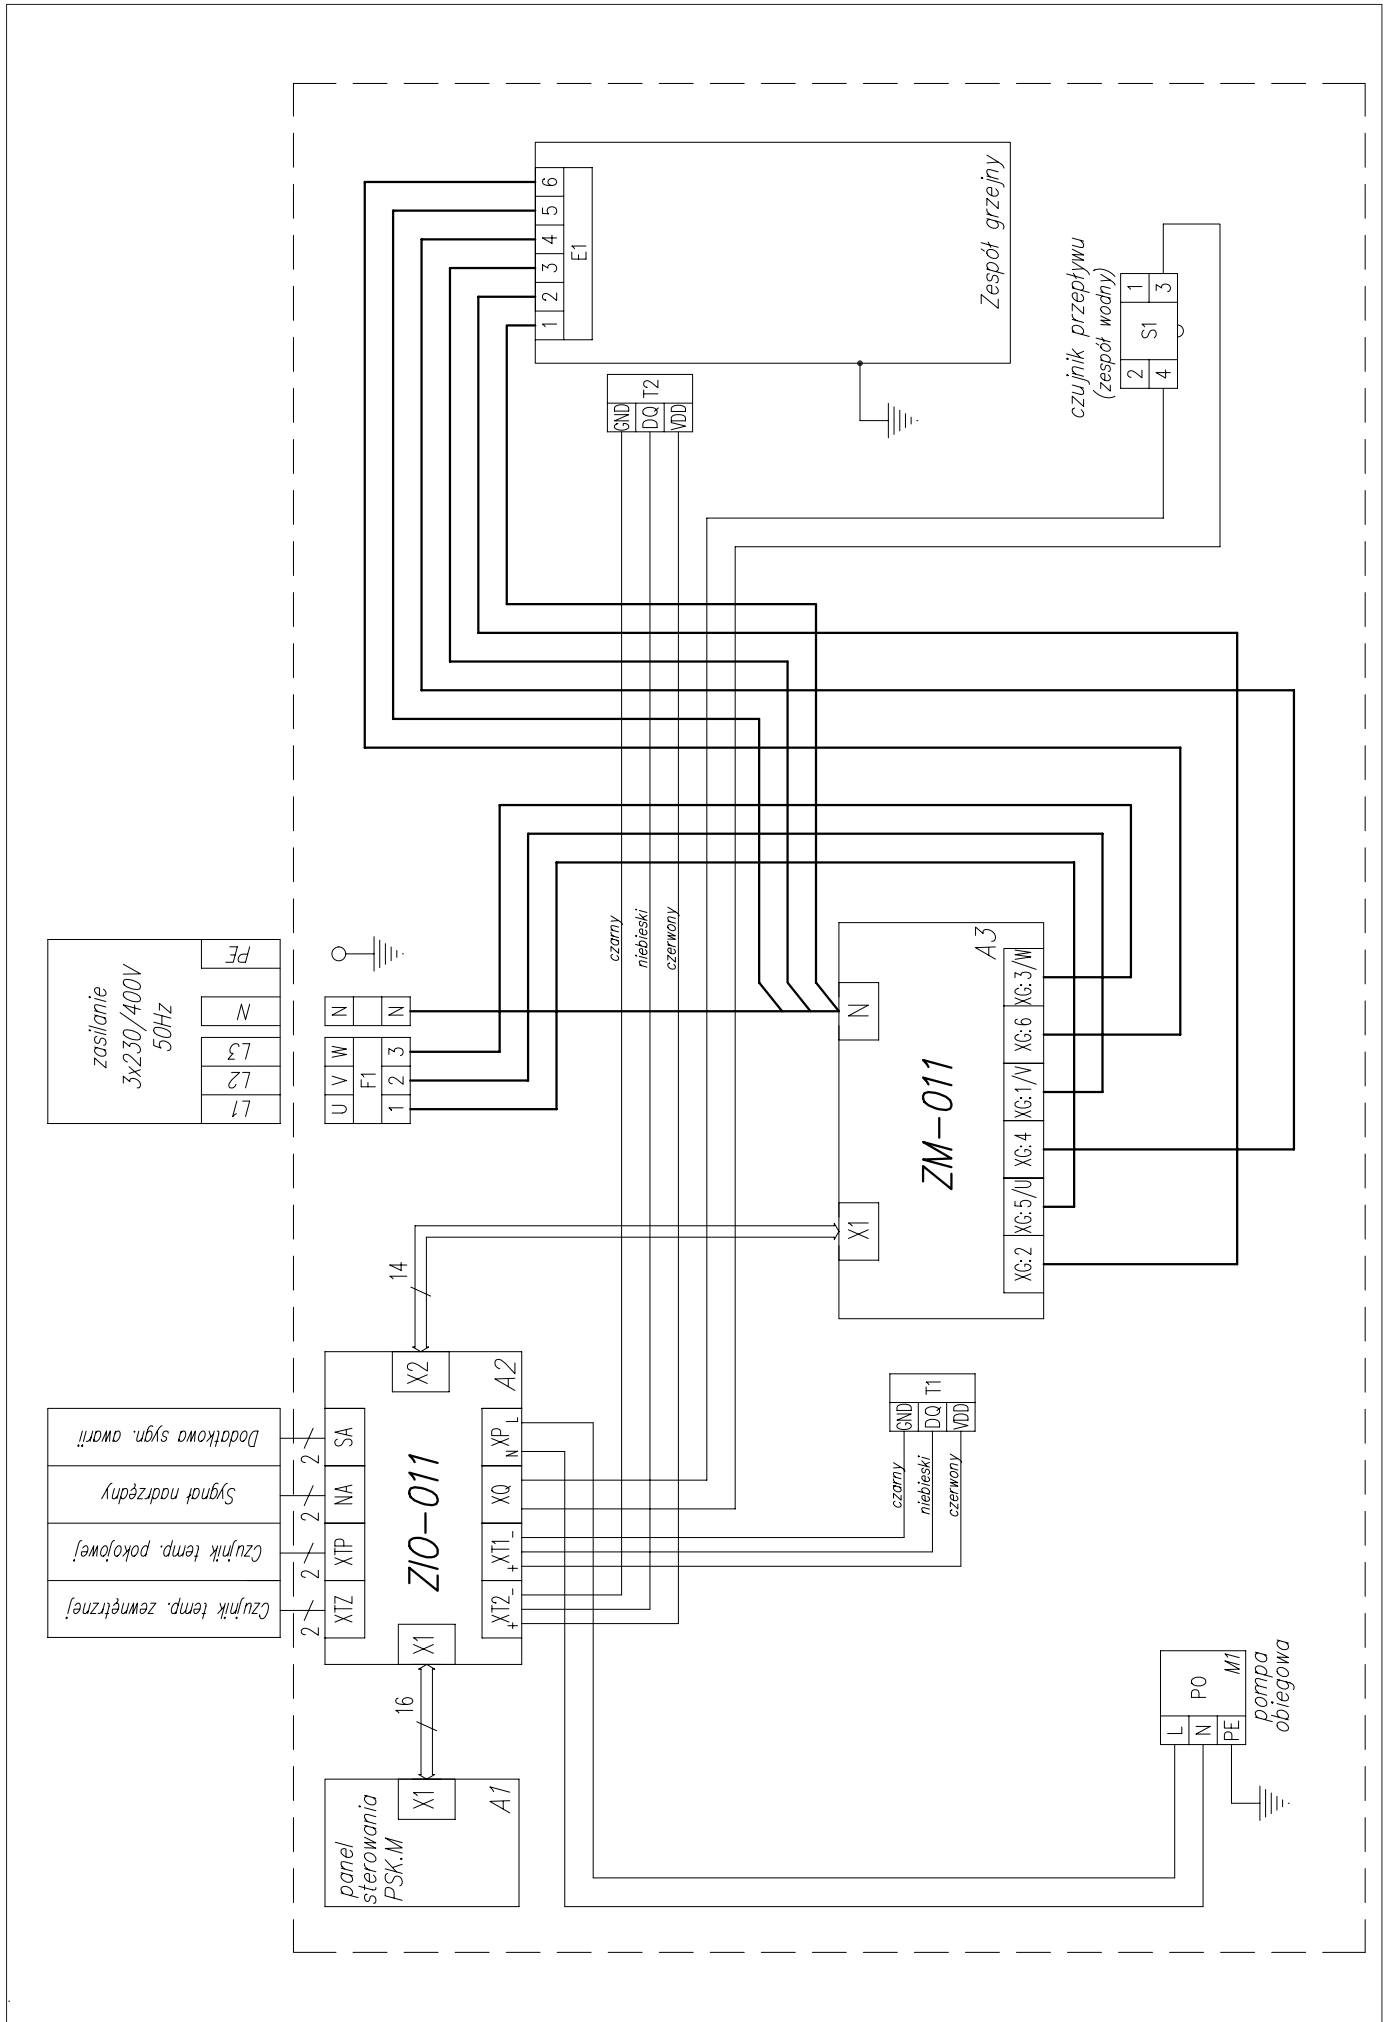 zasilanie
3x230/400V
50Hz
L1
L2
L3
N
PE
Czujnik temp. zewnętrznej
Czujnik temp. pokojowej
Sygnał nadrzędny
Dodatkowa sygn. awarii
2
2
2
2
U
V
W
N
F1
1
2
3
N
XTZ
XTP
NA
SA
X1
ZIO-011
X2
A2
+ XT2 -
+ XT1 -
XQ
N XP L
14
16
panel
sterowania
PSK.M
X1
A1
czarny
niebieski
czerwony
GND
DQ
VDD
T2
1
2
3
4
5
6
E1
Zespół grzejny
X1
N
ZM-011
A3
XG:2
XG:5/U
XG:4
XG:1/V
XG:6
XG:3/W
czarny
niebieski
czerwony
GND
DQ
VDD
T1
czujnik przepływu
(zespół wodny)
2
4
S1
1
3
L
N
PE
PO
M1
pompa
obiegowa